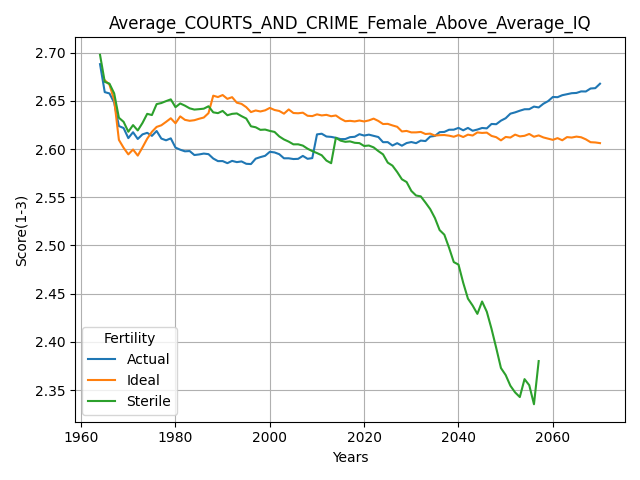 Average_COURTS_AND_CRIME_Female_Above_Average_IQ
2.70
2.65
2.60
2.55
2.50
2.45
2.40
2.35
Score(1-3)
Fertility
Actual
Ideal
Sterile
1960
1980
2000
2020
2040
2060
Years